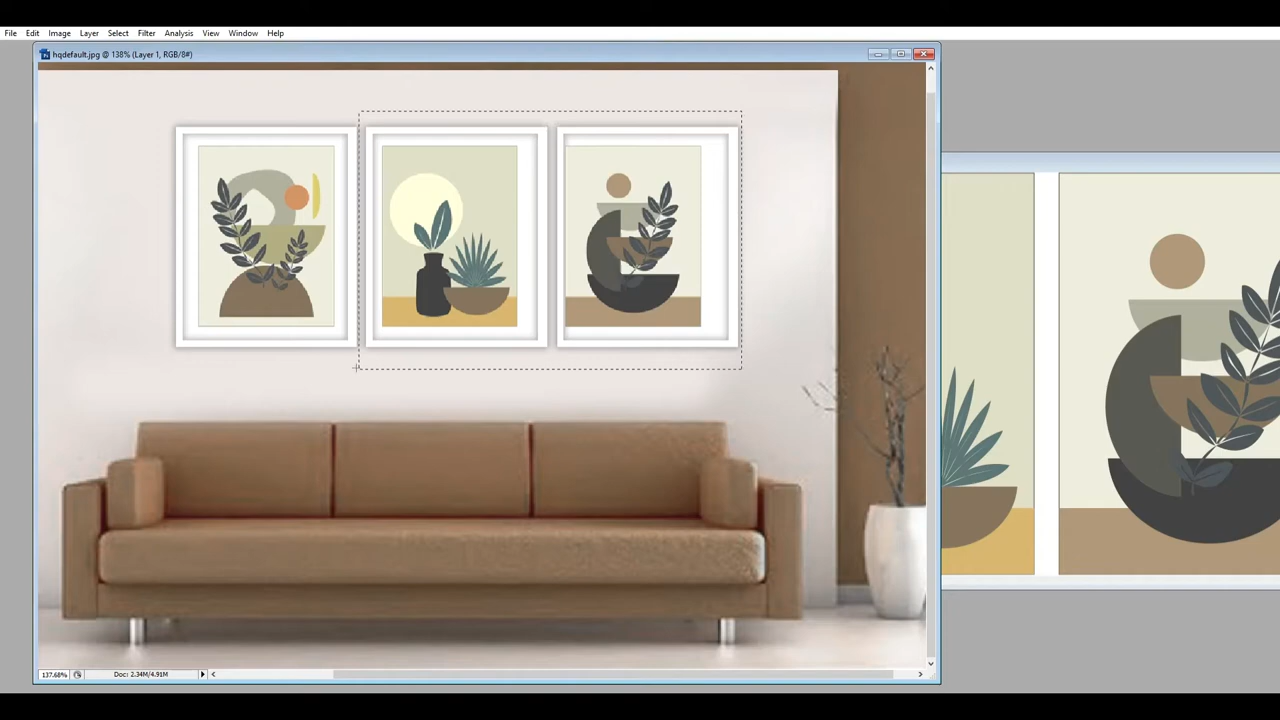 File Edit Image Layer Select Filter Analysis View Window Help
hqdefault.jpg @ 138% (Layer 1, RGB/8#)
137.68% Doc: 2.34M/4.91M